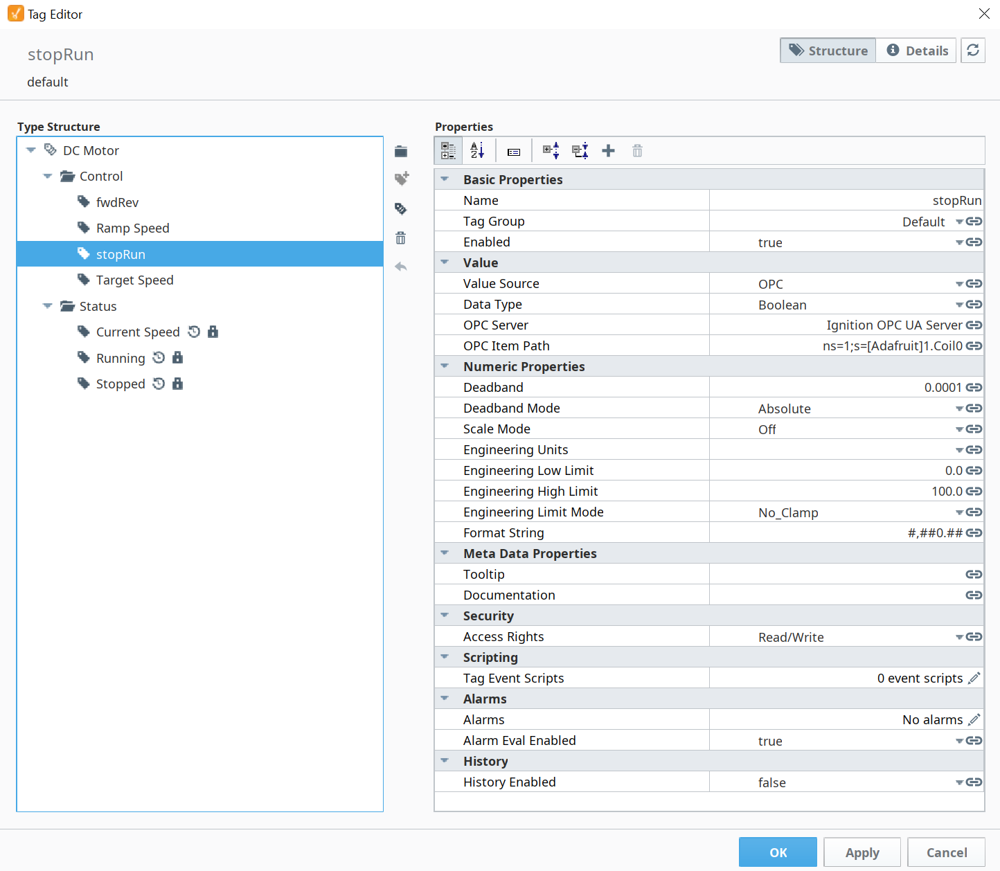 Tag Editor
stopRun
default
Structure
Details
Type Structure
DC Motor
Control
fwdRev
Ramp Speed
stopRun
Target Speed
Status
Current Speed
Running
Stopped
Properties
Basic Properties
Name stopRun
Tag Group Default
Enabled true
Value
Value Source OPC
Data Type Boolean
OPC Server Ignition OPC UA Server
OPC Item Path ns=1;s=[Adafruit]1.Coil0
Numeric Properties
Deadband 0.0001
Deadband Mode Absolute
Scale Mode Off
Engineering Units
Engineering Low Limit 0.0
Engineering High Limit 100.0
Engineering Limit Mode No_Clamp
Format String #,##0.##
Meta Data Properties
Tooltip
Documentation
Security
Access Rights Read/Write
Scripting
Tag Event Scripts 0 event scripts
Alarms
Alarms No alarms
Alarm Eval Enabled true
History
History Enabled false
OK
Apply
Cancel